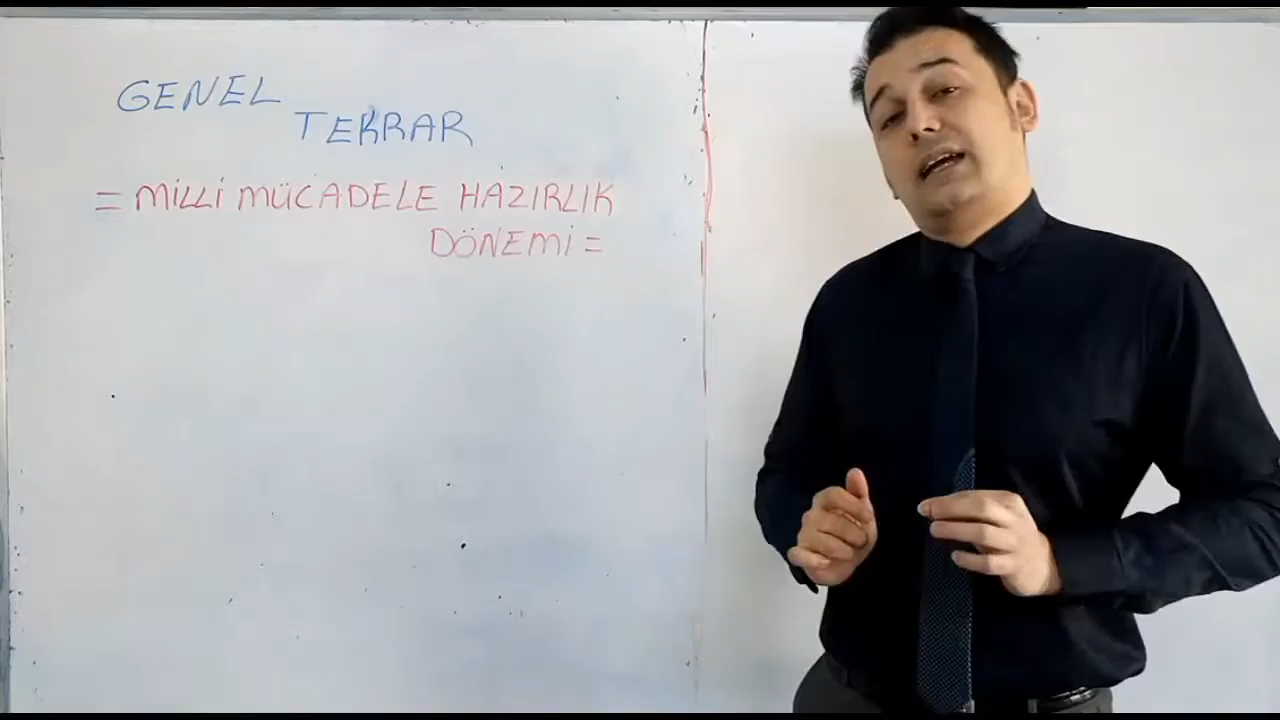 GENEL
TEKRAR
= MİLLİ MÜCADELE HAZIRLIK
DÖNEMİ =